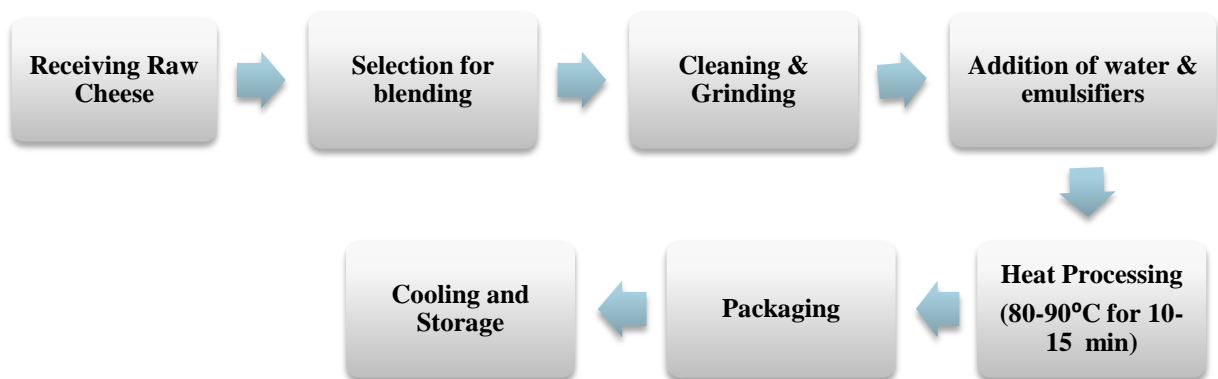 Receiving Raw
Cheese
Selection for
blending
Cleaning &
Grinding
Addition of water &
emulsifiers
Heat Processing
(80-90⁰C for 10-
15  min)
Packaging
Cooling and
Storage